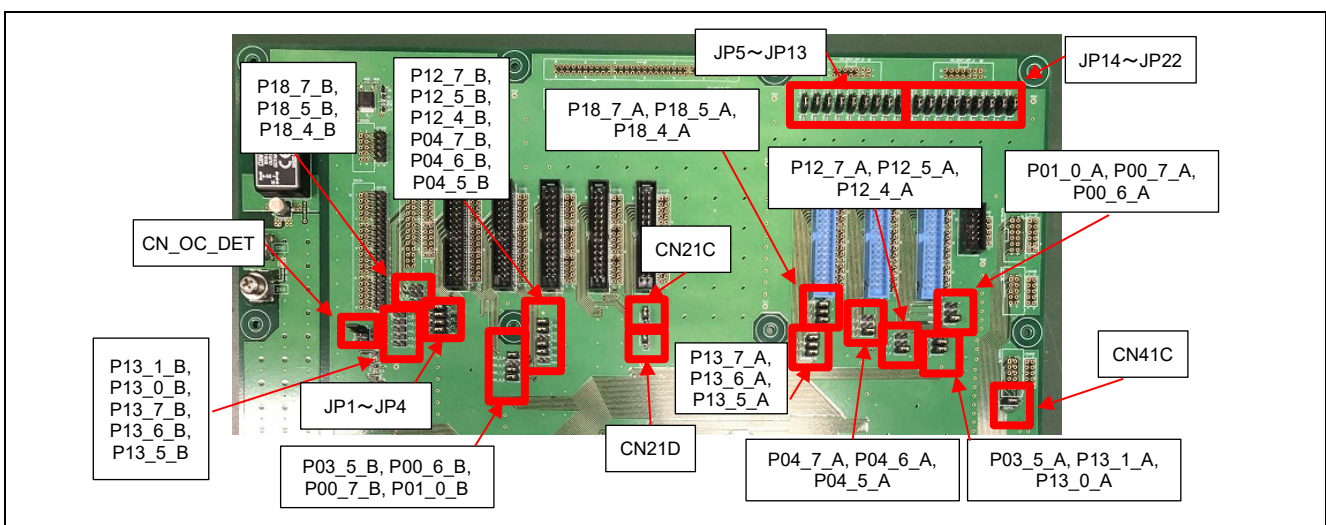 JP5～JP13
JP14～JP22
P18_7_B,
P18_5_B,
P18_4_B
P12_7_B,
P12_5_B,
P12_4_B,
P04_7_B,
P04_6_B,
P04_5_B
P18_7_A, P18_5_A,
P18_4_A
P12_7_A, P12_5_A,
P12_4_A
P01_0_A, P00_7_A,
P00_6_A
CN_OC_DET
CN21C
P13_1_B,
P13_0_B,
P13_7_B,
P13_6_B,
P13_5_B
JP1～JP4
P13_7_A,
P13_6_A,
P13_5_A
CN41C
P03_5_B, P00_6_B,
P00_7_B, P01_0_B
CN21D
P04_7_A, P04_6_A,
P04_5_A
P03_5_A, P13_1_A,
P13_0_A